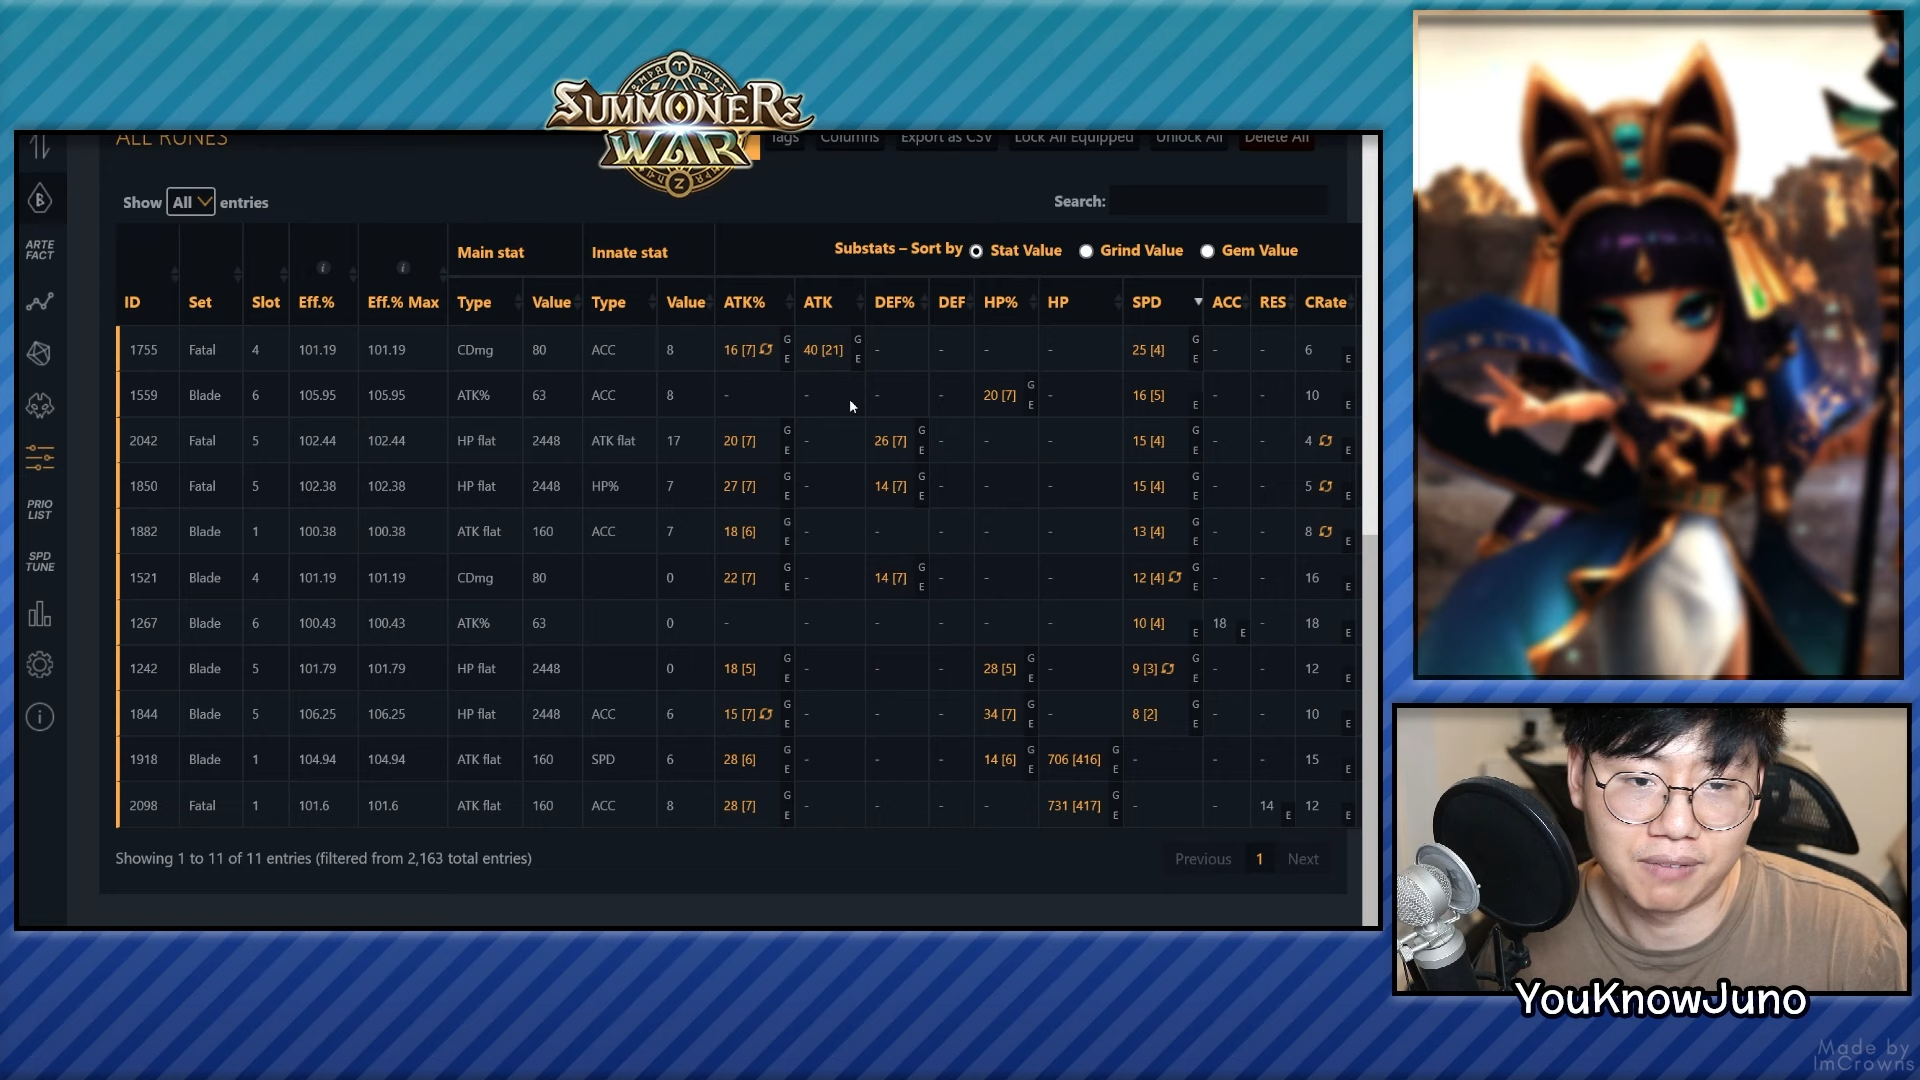 SUMMONERS
WAR
ALL RUNES
Tags Columns Export as CSV Lock All Equipped Unlock All Delete All
Show All entries
Search:
Main stat Innate stat Substats – Sort by Stat Value Grind Value Gem Value
ID Set Slot Eff.% Eff.% Max Type Value Type Value ATK% ATK DEF% DEF HP% HP SPD ACC RES CRate
1755 Fatal 4 101.19 101.19 CDmg 80 ACC 8 16 [7] G E 40 [21] G E - - - - 25 [4] G E - - 6 E
1559 Blade 6 105.95 105.95 ATK% 63 ACC 8 - - - - 20 [7] G E - 16 [5] E - - 10 E
2042 Fatal 5 102.44 102.44 HP flat 2448 ATK flat 17 20 [7] G E - 26 [7] G E - - - 15 [4] G E - - 4 E
1850 Fatal 5 102.38 102.38 HP flat 2448 HP% 7 27 [7] G E - 14 [7] G E - - - 15 [4] G E - - 5 E
1882 Blade 1 100.38 100.38 ATK flat 160 ACC 7 18 [6] G E - - - - - 13 [4] G E - - 8 E
1521 Blade 4 101.19 101.19 CDmg 80 0 22 [7] G E - 14 [7] G E - - - 12 [4] G E - - 16 E
1267 Blade 6 100.43 100.43 ATK% 63 0 - - - - - - 10 [4] E 18 E - 18 E
1242 Blade 5 101.79 101.79 HP flat 2448 0 18 [5] G E - - - 28 [5] G E - 9 [3] G E - - 12 E
1844 Blade 5 106.25 106.25 HP flat 2448 ACC 6 15 [7] G E - - - 34 [7] G E - 8 [2] G E - - 10 E
1918 Blade 1 104.94 104.94 ATK flat 160 SPD 6 28 [6] G E - - - 14 [6] G E 706 [416] G E - - - 15 E
2098 Fatal 1 101.6 101.6 ATK flat 160 ACC 8 28 [7] G E - - - - 731 [417] G E - - 14 E 12 E
Showing 1 to 11 of 11 entries (filtered from 2,163 total entries)
Previous 1 Next
ARTE
FACT
PRIO
LIST
SPD
TUNE
YouKnowJuno
Made by
ImCrowns